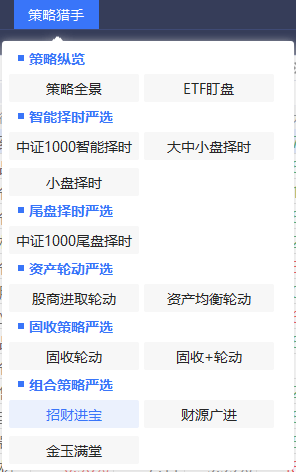 策略猎手
策略纵览
策略全景 ETF盯盘
智能择时严选
中证1000智能择时 大中小盘择时
小盘择时
尾盘择时严选
中证1000尾盘择时
资产轮动严选
股商进取轮动 资产均衡轮动
固收策略严选
固收轮动 固收+轮动
组合策略严选
招财进宝 财源广进
金玉满堂